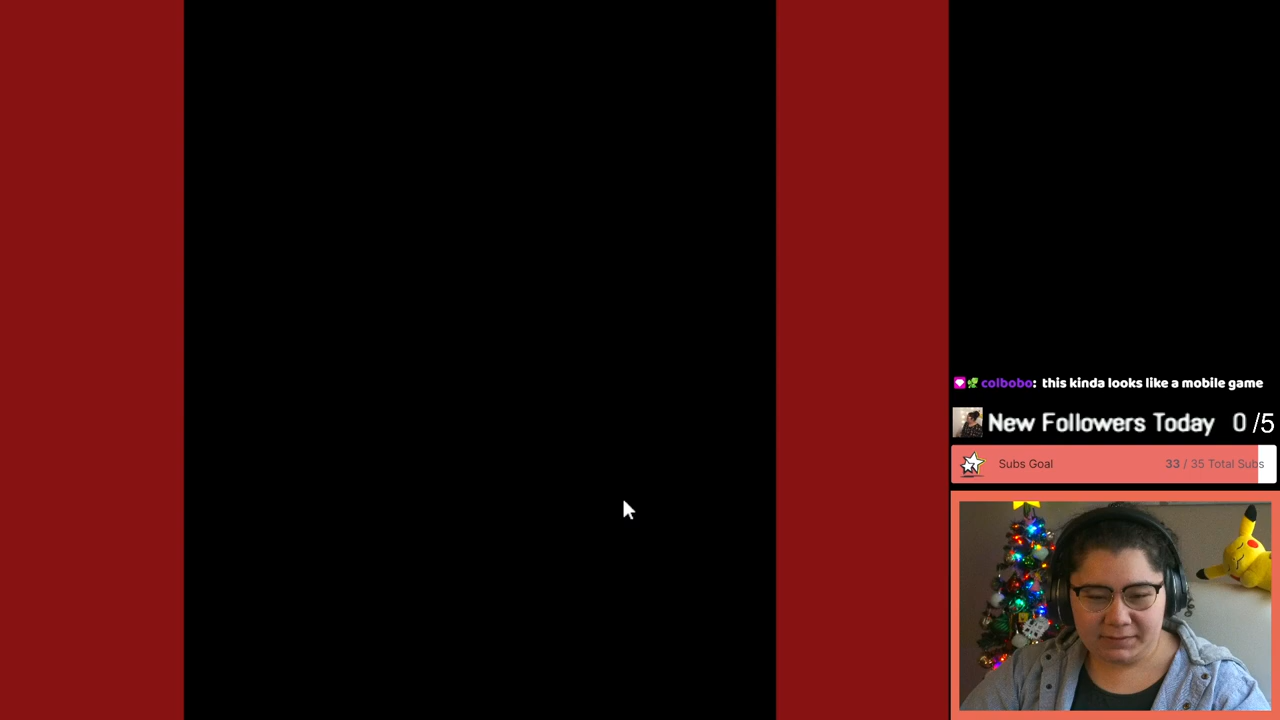 colbobo: this kinda looks like a mobile game
New Followers Today 0 /5
Subs Goal 33 / 35 Total Subs